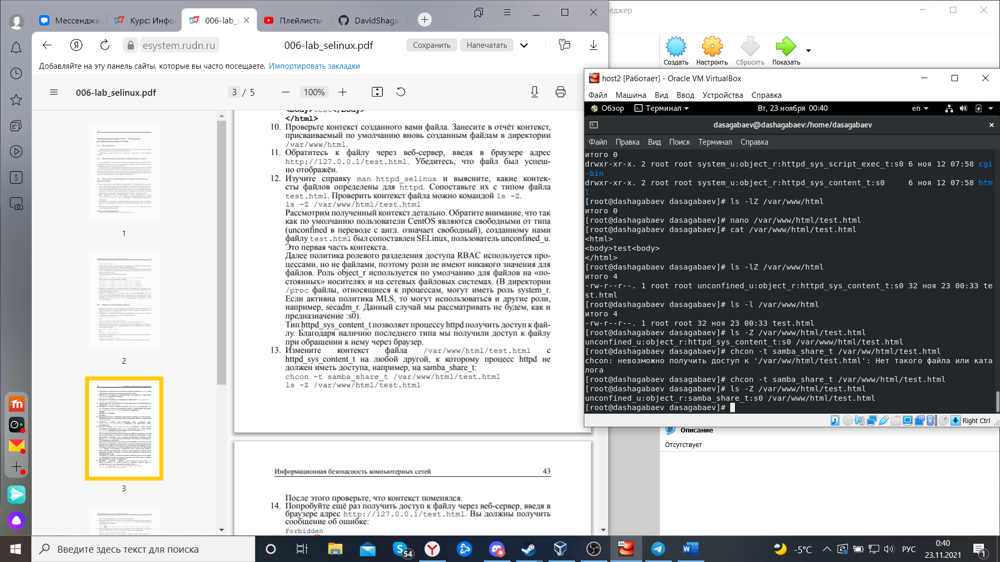 Мессендже
Курс: Инфо
006-lab_s
Плейлисты
DavidShaga
еджер
esystem.rudn.ru
006-lab_selinux.pdf
Сохранить
Напечатать
Добавляйте на эту панель сайты, которые вы часто посещаете. Импортировать закладки
006-lab_selinux.pdf
3 / 5
100%
5
1
2
3
<body>test</body>
</html>
10. Проверьте контекст созданного вами файла. Занесите в отчёт контекст,
присваиваемый по умолчанию вновь созданным файлам в директории
/var/www/html.
11. Обратитесь к файлу через веб-сервер, введя в браузере адрес
http://127.0.0.1/test.html. Убедитесь, что файл был успеш-
но отображён.
12. Изучите справку man httpd_selinux и выясните, какие контек-
сты файлов определены для httpd. Сопоставьте их с типом файла
test.html. Проверить контекст файла можно командой ls -Z.
ls -Z /var/www/html/test.html
Рассмотрим полученный контекст детально. Обратите внимание, что так
как по умолчанию пользователи CentOS являются свободными от типа
(unconfined в переводе с англ. означает свободный), созданному нами
файлу test.html был сопоставлен SELinux, пользователь unconfined_u.
Это первая часть контекста.
Далее политика ролевого разделения доступа RBAC используется про-
цессами, но не файлами, поэтому роли не имеют никакого значения для
файлов. Роль object_r используется по умолчанию для файлов на «по-
стоянных» носителях и на сетевых файловых системах. (В директории
/proc файлы, относящиеся к процессам, могут иметь роль system_r.
Если активна политика MLS, то могут использоваться и другие роли,
например, secadm_r. Данный случай мы рассматривать не будем, как и
предназначение :s0).
Тип httpd_sys_content_t позволяет процессу httpd получить доступ к фай-
лу. Благодаря наличию последнего типа мы получили доступ к файлу
при обращении к нему через браузер.
13. Измените контекст файла /var/www/html/test.html с
httpd_sys_content_t на любой другой, к которому процесс httpd не
должен иметь доступа, например, на samba_share_t:
chcon -t samba_share_t /var/www/html/test.html
ls -Z /var/www/html/test.html
Информационная безопасность компьютерных сетей 43
После этого проверьте, что контекст поменялся.
14. Попробуйте ещё раз получить доступ к файлу через веб-сервер, введя в
браузере адрес http://127.0.0.1/test.html. Вы должны получить
сообщение об ошибке:
Forbidden
Создать
Настроить
Сбросить
Показать
host2 [Работает] - Oracle VM VirtualBox
Файл Машина Вид Ввод Устройства Справка
Обзор Терминал Вт, 23 ноября 00:40 en
dasagabaev@dashagabaev:/home/dasagabaev
Файл Правка Вид Поиск Терминал Справка
итого 0
drwxr-xr-x. 2 root root system_u:object_r:httpd_sys_script_exec_t:s0 6 ноя 12 07:58 cgi
-bin
drwxr-xr-x. 2 root root system_u:object_r:httpd_sys_content_t:s0     6 ноя 12 07:58 htm
l
[root@dashagabaev dasagabaev]# ls -lZ /var/www/html
итого 0
[root@dashagabaev dasagabaev]# nano /var/www/html/test.html
[root@dashagabaev dasagabaev]# cat /var/www/html/test.html
<html>
<body>test<body>
</html>
[root@dashagabaev dasagabaev]# ls -lZ /var/www/html
итого 4
-rw-r--r--. 1 root root unconfined_u:object_r:httpd_sys_content_t:s0 32 ноя 23 00:33 te
st.html
[root@dashagabaev dasagabaev]# ls -l /var/www/html
итого 4
-rw-r--r--. 1 root root 32 ноя 23 00:33 test.html
[root@dashagabaev dasagabaev]# ls -Z /var/www/html/test.html
unconfined_u:object_r:httpd_sys_content_t:s0 /var/www/html/test.html
[root@dashagabaev dasagabaev]# chcon -t samba_share_t /var/ww/html/test.html
chcon: невозможно получить доступ к '/var/ww/html/test.html': Нет такого файла или ката
лога
[root@dashagabaev dasagabaev]# chcon -t samba_share_t /var/www/html/test.html
[root@dashagabaev dasagabaev]# ls -Z /var/www/html/test.html
unconfined_u:object_r:samba_share_t:s0 /var/www/html/test.html
[root@dashagabaev dasagabaev]#
Right Ctrl
Описание
Отсутствует
Введите здесь текст для поиска
54
64
-5°C
РУС
0:40
23.11.2021
1